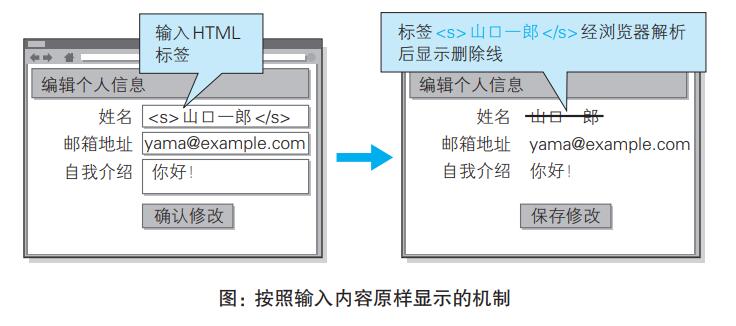 输入HTML
标签
编辑个人信息
姓名 <s>山口一郎</s>
邮箱地址 yama@example.com
自我介绍 你好！
确认修改
标签<s>山口一郎</s>经浏览器解析
后显示删除线
编辑个人信息
姓名 山口一郎
邮箱地址 yama@example.com
自我介绍 你好！
保存修改
图：按照输入内容原样显示的机制